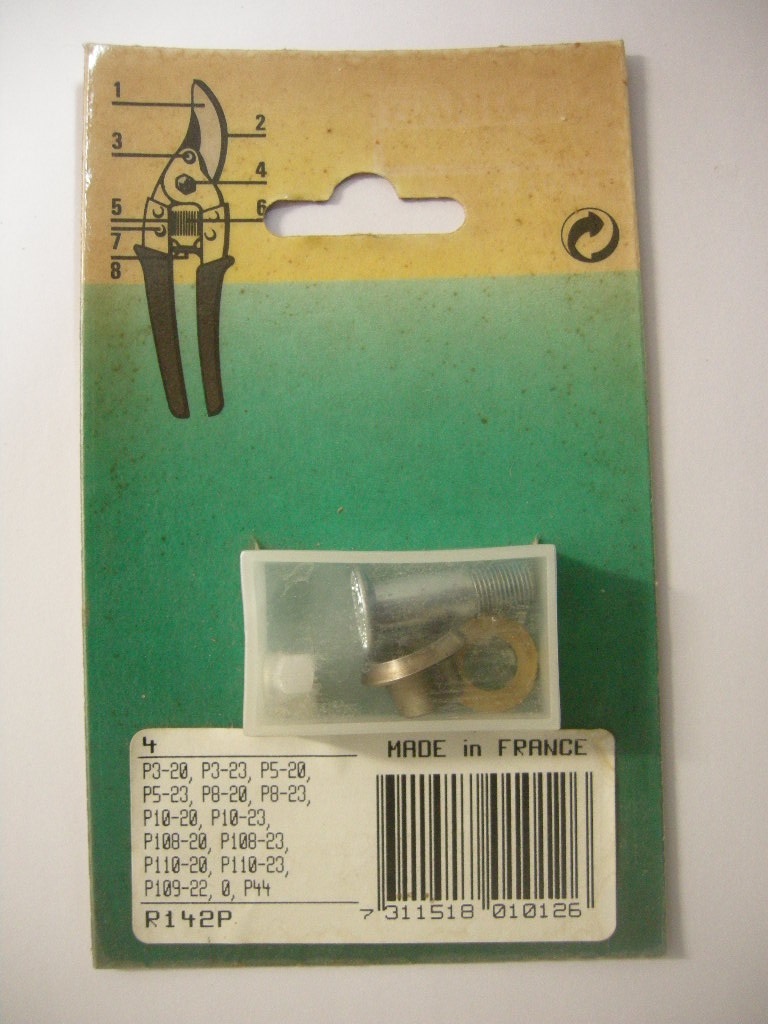 1
2
3
4
5
6
7
8
4
MADE in FRANCE
P3-20, P3-23, P5-20,
P5-23, P8-20, P8-23,
P10-20, P10-23,
P108-20, P108-23,
P110-20, P110-23,
P109-22, 0, P44
R142P
7 311518 010126